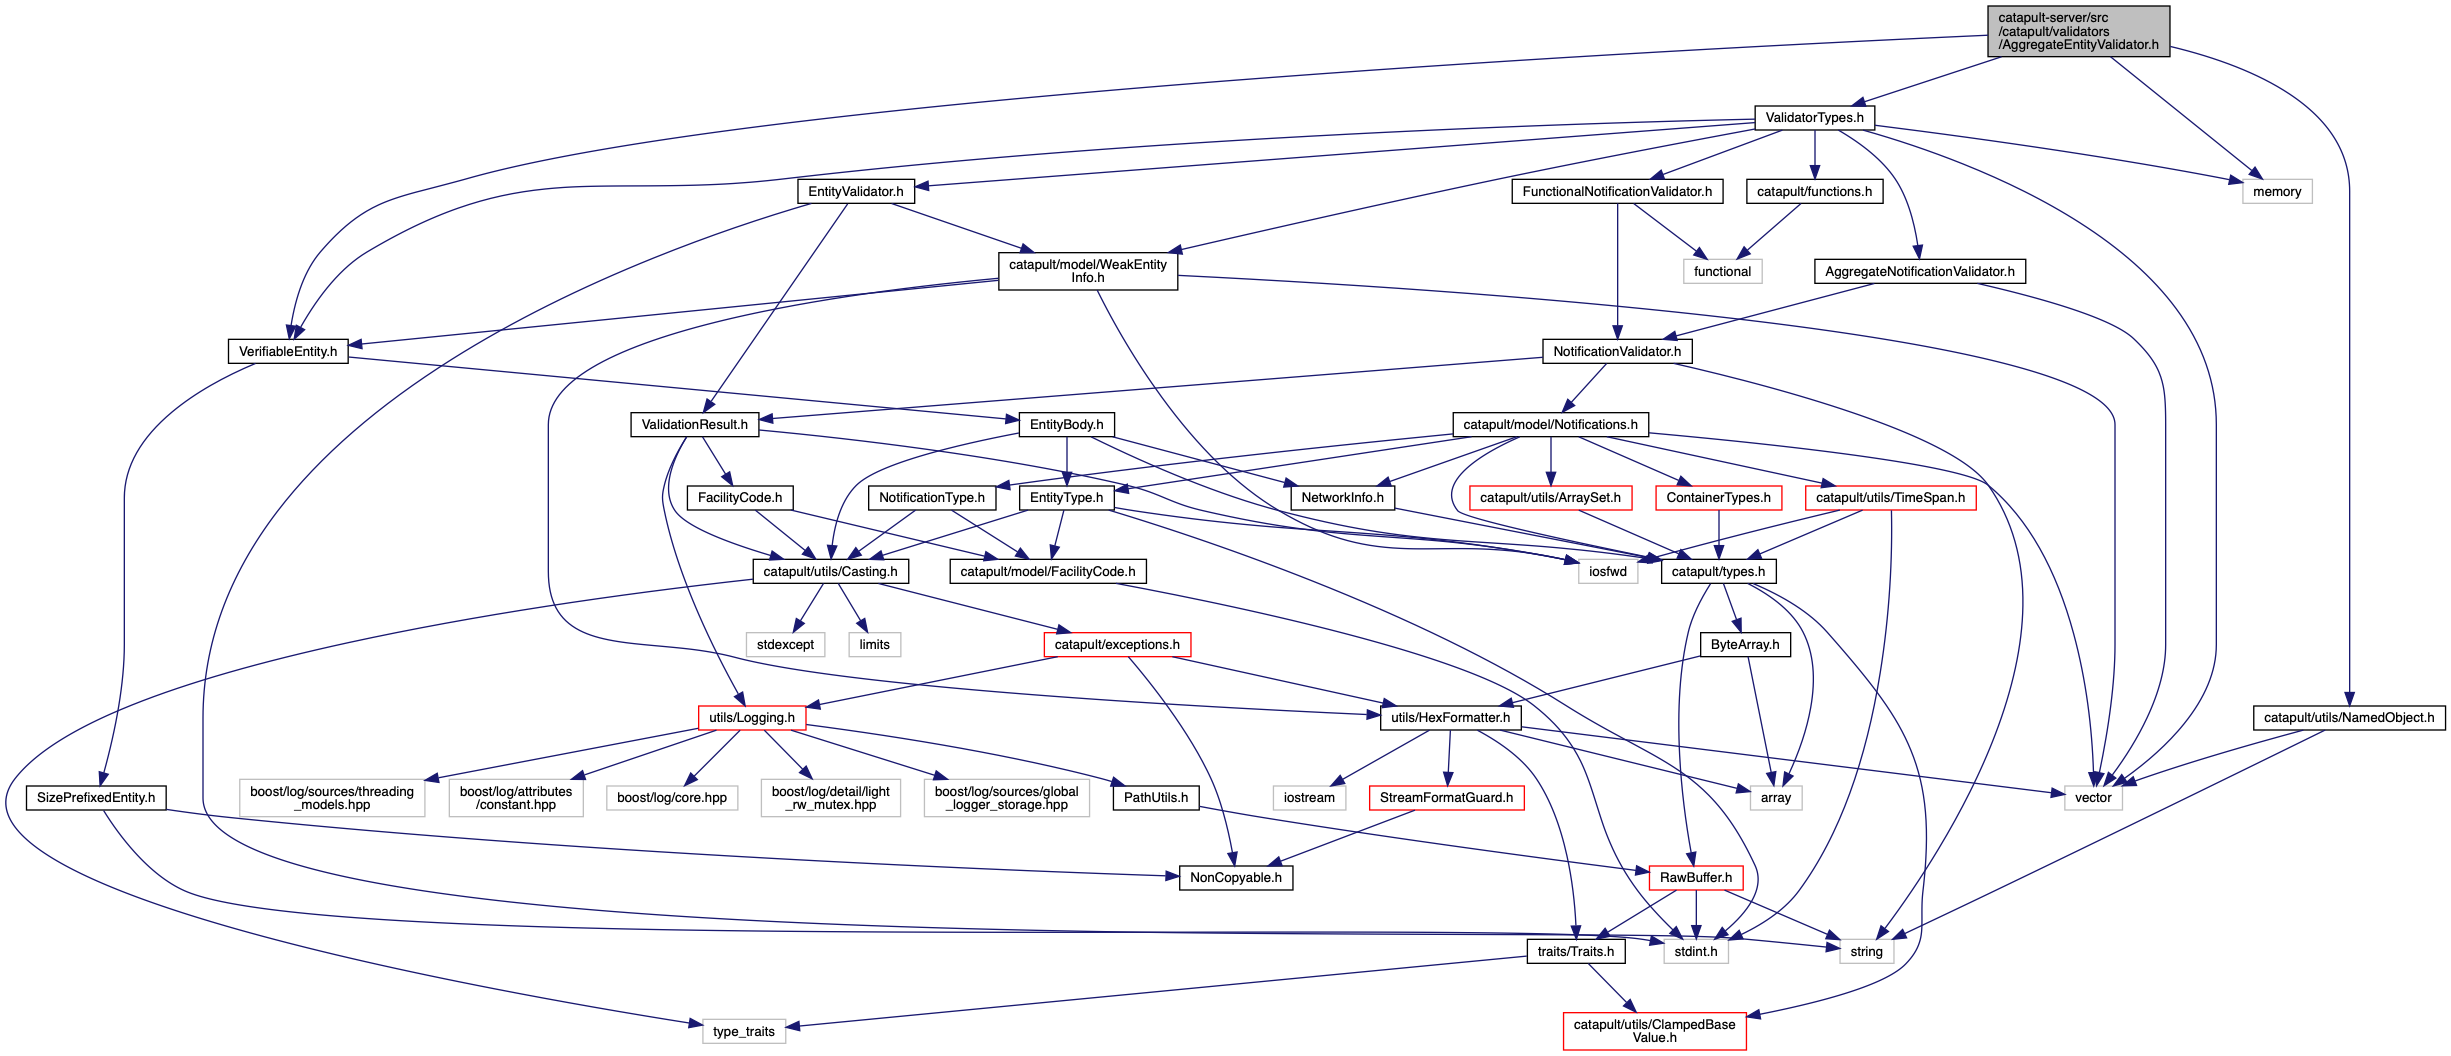 catapult-server/src
/catapult/validators
/AggregateEntityValidator.h
ValidatorTypes.h
EntityValidator.h
FunctionalNotificationValidator.h
catapult/functions.h
memory
catapult/model/WeakEntity
Info.h
functional
AggregateNotificationValidator.h
VerifiableEntity.h
NotificationValidator.h
ValidationResult.h
EntityBody.h
catapult/model/Notifications.h
FacilityCode.h
NotificationType.h
EntityType.h
NetworkInfo.h
catapult/utils/ArraySet.h
ContainerTypes.h
catapult/utils/TimeSpan.h
catapult/utils/Casting.h
catapult/model/FacilityCode.h
iosfwd
catapult/types.h
stdexcept
limits
catapult/exceptions.h
ByteArray.h
utils/Logging.h
utils/HexFormatter.h
catapult/utils/NamedObject.h
SizePrefixedEntity.h
boost/log/sources/threading
_models.hpp
boost/log/attributes
/constant.hpp
boost/log/core.hpp
boost/log/detail/light
_rw_mutex.hpp
boost/log/sources/global
_logger_storage.hpp
PathUtils.h
iostream
StreamFormatGuard.h
array
vector
NonCopyable.h
RawBuffer.h
traits/Traits.h
stdint.h
string
type_traits
catapult/utils/ClampedBase
Value.h